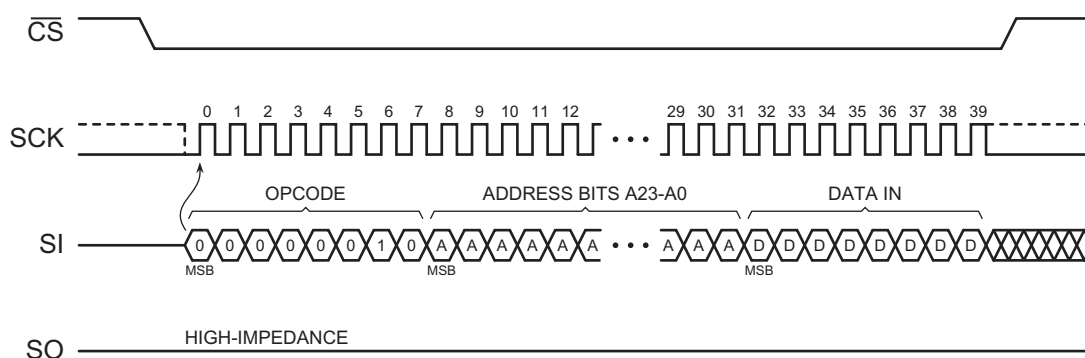 CS
0 1 2 3 4 5 6 7 8 9 10 11 12 29 30 31 32 33 34 35 36 37 38 39
SCK
OPCODE ADDRESS BITS A23-A0 DATA IN
SI 0 0 0 0 0 0 1 0 A A A A A A A A A D D D D D D D D
MSB MSB MSB
HIGH-IMPEDANCE
SO